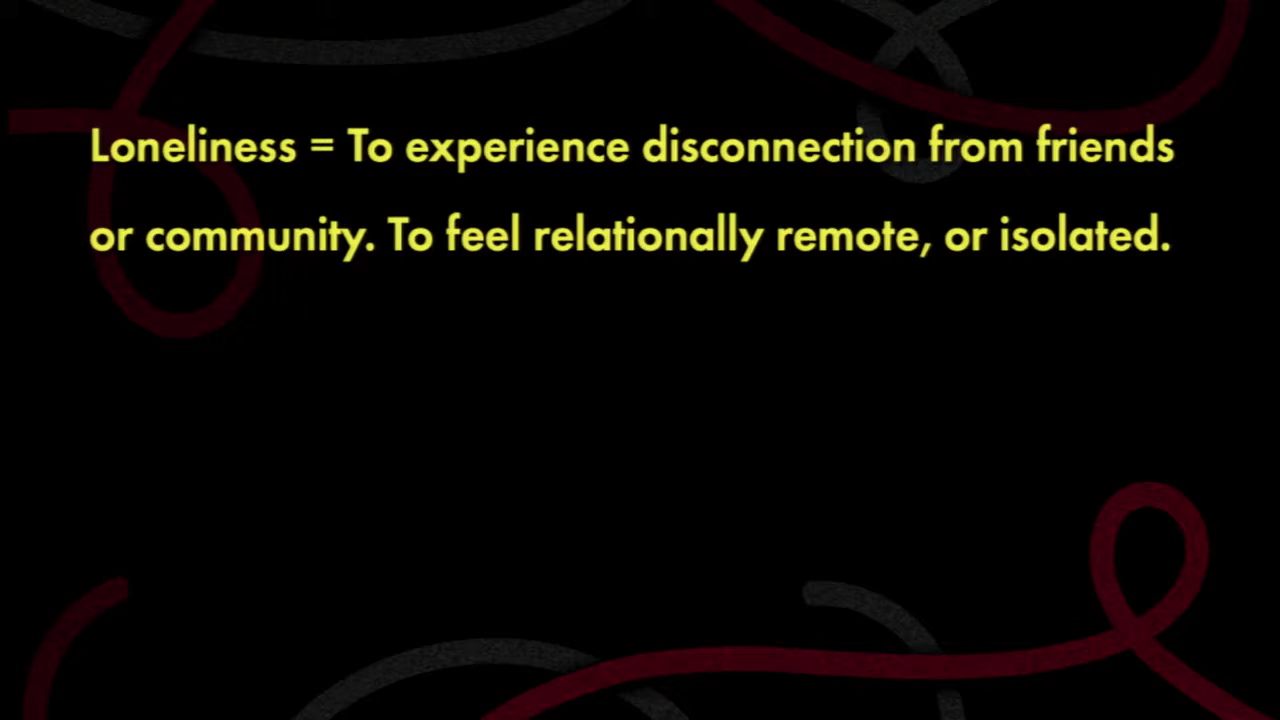 Loneliness = To experience disconnection from friends
or community. To feel relationally remote, or isolated.